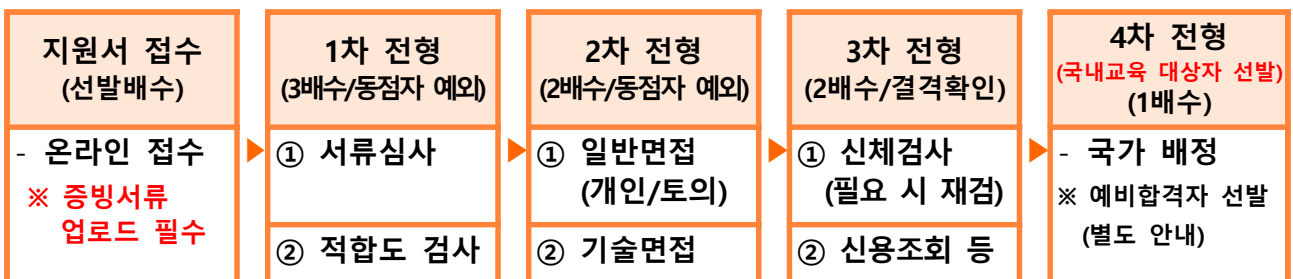 지원서 접수
(선발배수)
- 온라인 접수
※ 증빙서류
업로드 필수
1차 전형
(3배수/동점자 예외)
① 서류심사
② 적합도 검사
2차 전형
(2배수/동점자 예외)
① 일반면접
(개인/토의)
② 기술면접
3차 전형
(2배수/결격확인)
① 신체검사
(필요 시 재검)
② 신용조회 등
4차 전형
(국내교육 대상자 선발)
(1배수)
- 국가 배정
※ 예비합격자 선발
(별도 안내)